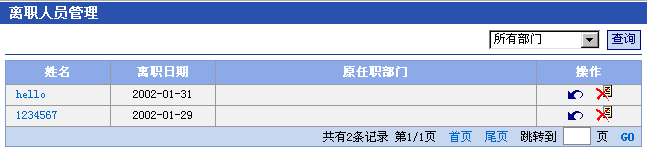 离职人员管理
所有部门 查询
姓名 离职日期 原任职部门 操作
hello 2002-01-31
1234567 2002-01-29
共有2条记录 第1/1页 首页 尾页 跳转到 页 GO